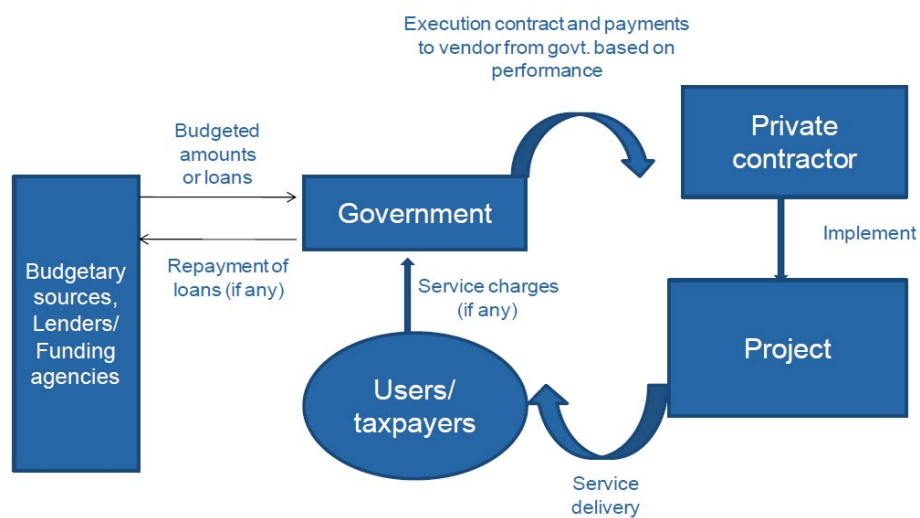 Execution contract and payments
to vendor from govt. based on
performance
Private
contractor
Budgeted
amounts
or loans
Government
Implement
Repayment of
loans (if any)
Budgetary
sources,
Lenders/
Funding
agencies
Service charges
(if any)
Project
Users/
taxpayers
Service
delivery